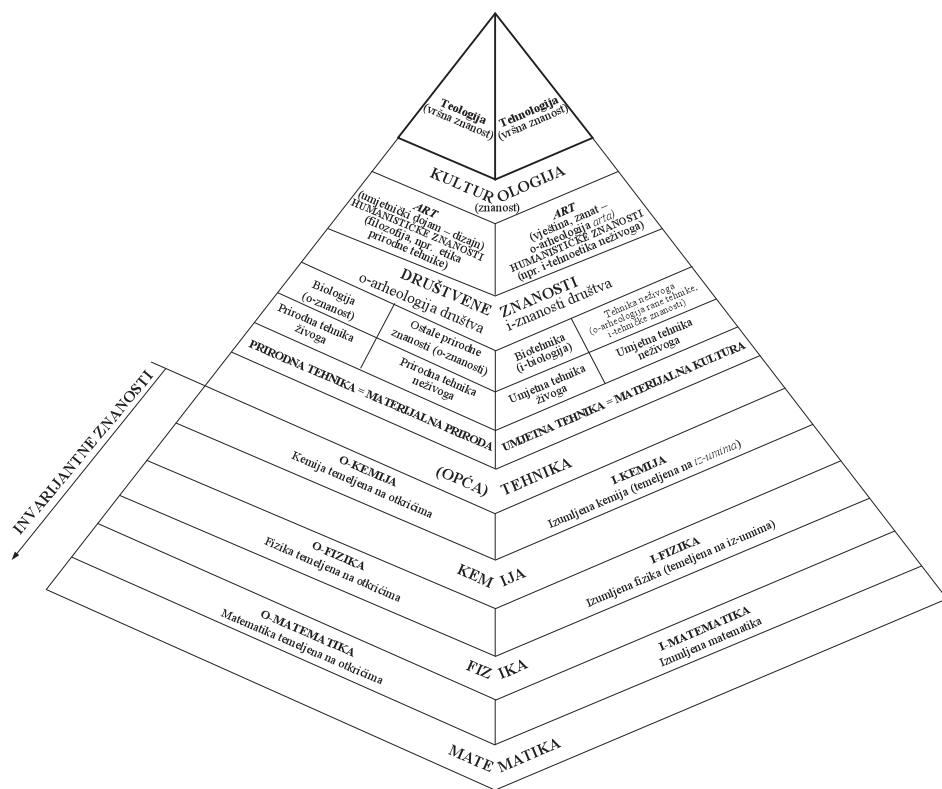 Teologija
(vršna znanost)
Tehnologija
(vršna znanost)
KULTUROLOGIJA
(znanost)
ART
(umjetnički dojam – dizajn)
HUMANISTIČKE ZNANOSTI
(filozofija, npr. etika
prirodne tehnike)
ART
(vještina, zanat –
o-arheologija arta)
HUMANISTIČKE ZNANOSTI
(npr. i-tehnoetika neživoga)
DRUŠTVENE ZNANOSTI
o-arheologija društva
i-znanosti društva
Biologija
(o-znanost)
Ostale prirodne
znanosti (o-znanosti)
Prirodna tehnika
živoga
Prirodna tehnika
neživoga
Biotehnika
(i-biologija)
Tehnika neživoga
(o-arheologija rane tehnike,
i-tehničke znanosti)
Umjetna tehnika
živoga
Umjetna tehnika
neživoga
PRIRODNA TEHNIKA = MATERIJALNA PRIRODA
UMJETNA TEHNIKA = MATERIJALNA KULTURA
INVARIJANTNE ZNANOSTI
(OPĆA) TEHNIKA
O-KEMIJA
Kemija temeljena na otkrićima
I-KEMIJA
Izumljena kemija (temeljena na iz-umima)
KEMIJA
O-FIZIKA
Fizika temeljena na otkrićima
I-FIZIKA
Izumljena fizika (temeljena na iz-umima)
FIZIKA
O-MATEMATIKA
Matematika temeljena na otkrićima
I-MATEMATIKA
Izumljena matematika
MATEMATIKA